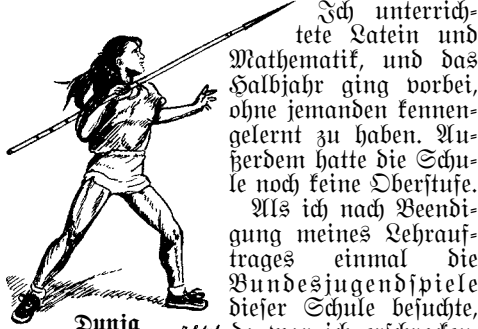 Ich unterrich-
tete Latein und
Mathematik, und das
Halbjahr ging vorbei,
ohne jemanden kennen-
gelernt zu haben. Au-
ßerdem hatte die Schu-
le noch keine Oberstufe.
Als ich nach Beendi-
gung meines Lehrauf-
trages einmal die
Bundesjugendspiele
dieser Schule besuchte,
Dunja